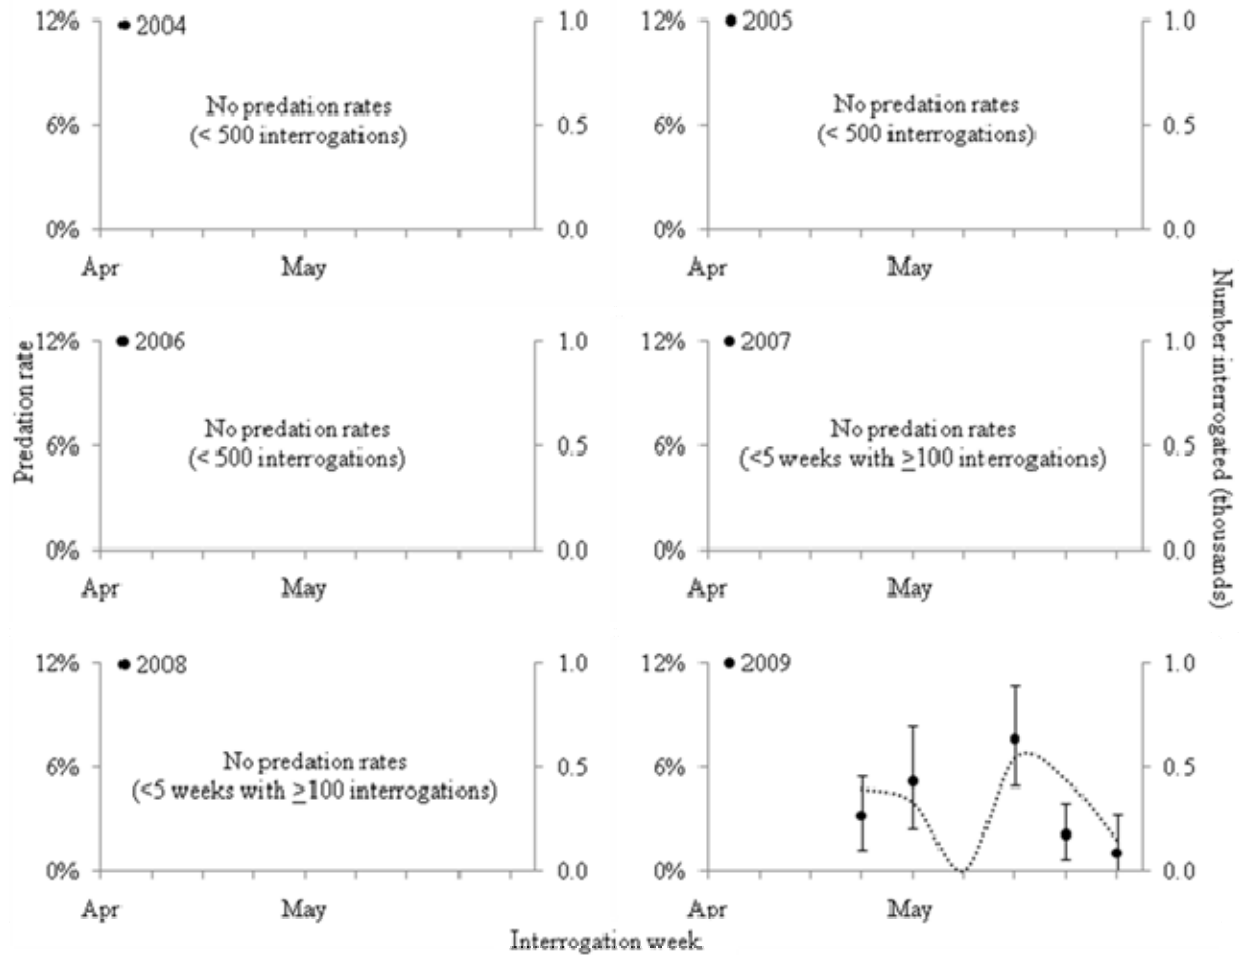 12%
2004
1.0
12%
2005
1.0
No predation rates
(< 500 interrogations)
No predation rates
(< 500 interrogations)
6%
0.5
6%
0.5
0%
0.0
0%
0.0
Apr
May
Apr
May
Predation rate
Number interrogated (thousands)
12%
2006
1.0
12%
2007
1.0
No predation rates
(< 500 interrogations)
No predation rates
(<5 weeks with ≥100 interrogations)
6%
0.5
6%
0.5
0%
0.0
0%
0.0
Apr
May
Apr
May
12%
2008
1.0
12%
2009
1.0
No predation rates
(<5 weeks with ≥100 interrogations)
6%
0.5
6%
0.5
0%
0.0
0%
0.0
Apr
May
Apr
May
Interrogation week